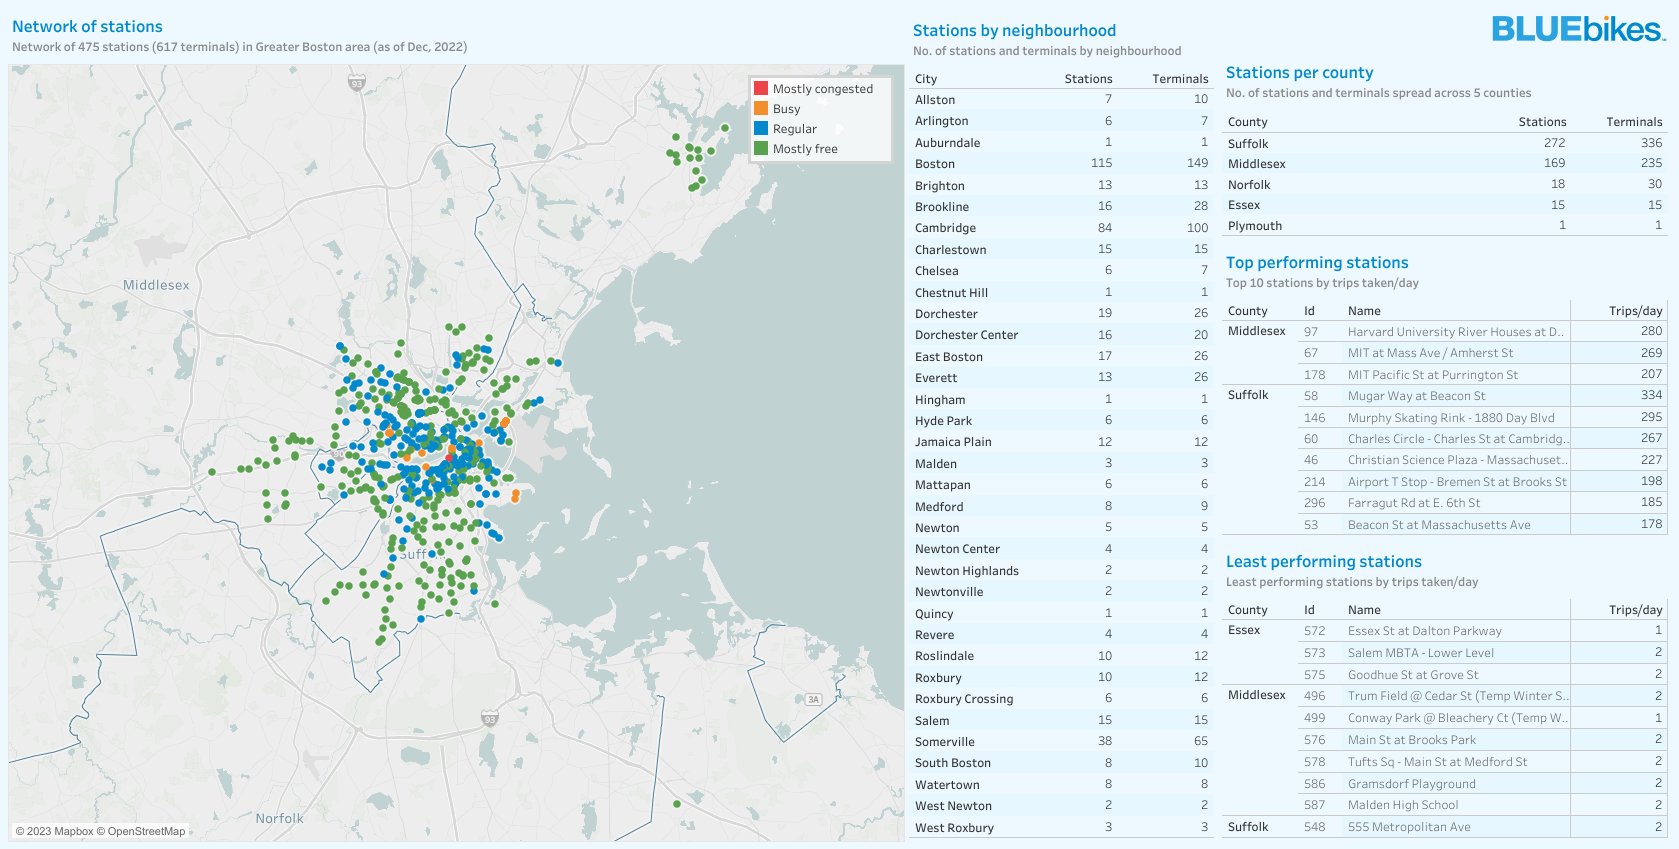 Network of stations
Network of 475 stations (617 terminals) in Greater Boston area (as of Dec, 2022)
Mostly congested
Busy
Regular
Mostly free
93
Middlesex
Suff
3A
93
Norfolk
© 2023 Mapbox © OpenStreetMap
Stations by neighbourhood
No. of stations and terminals by neighbourhood
City Stations Terminals
Allston 7 10
Arlington 6 7
Auburndale 1 1
Boston 115 149
Brighton 13 13
Brookline 16 28
Cambridge 84 100
Charlestown 15 15
Chelsea 6 7
Chestnut Hill 1 1
Dorchester 19 26
Dorchester Center 16 20
East Boston 17 26
Everett 13 26
Hingham 1 1
Hyde Park 6 6
Jamaica Plain 12 12
Malden 3 3
Mattapan 6 6
Medford 8 9
Newton 5 5
Newton Center 4 4
Newton Highlands 2 2
Newtonville 2 2
Quincy 1 1
Revere 4 4
Roslindale 10 12
Roxbury 10 12
Roxbury Crossing 6 6
Salem 15 15
Somerville 38 65
South Boston 8 10
Watertown 8 8
West Newton 2 2
West Roxbury 3 3
BLUEbikes
Stations per county
No. of stations and terminals spread across 5 counties
County Stations Terminals
Suffolk 272 336
Middlesex 169 235
Norfolk 18 30
Essex 15 15
Plymouth 1 1
Top performing stations
Top 10 stations by trips taken/day
County Id Name Trips/day
Middlesex 97 Harvard University River Houses at D.. 280
67 MIT at Mass Ave / Amherst St 269
178 MIT Pacific St at Purrington St 207
Suffolk 58 Mugar Way at Beacon St 334
146 Murphy Skating Rink - 1880 Day Blvd 295
60 Charles Circle - Charles St at Cambridg.. 267
46 Christian Science Plaza - Massachuset.. 227
214 Airport T Stop - Bremen St at Brooks St 198
296 Farragut Rd at E. 6th St 185
53 Beacon St at Massachusetts Ave 178
Least performing stations
Least performing stations by trips taken/day
County Id Name Trips/day
Essex 572 Essex St at Dalton Parkway 1
573 Salem MBTA - Lower Level 2
575 Goodhue St at Grove St 2
Middlesex 496 Trum Field @ Cedar St (Temp Winter S.. 2
499 Conway Park @ Bleachery Ct (Temp W.. 1
576 Main St at Brooks Park 2
578 Tufts Sq - Main St at Medford St 2
586 Gramsdorf Playground 2
587 Malden High School 2
Suffolk 548 555 Metropolitan Ave 2